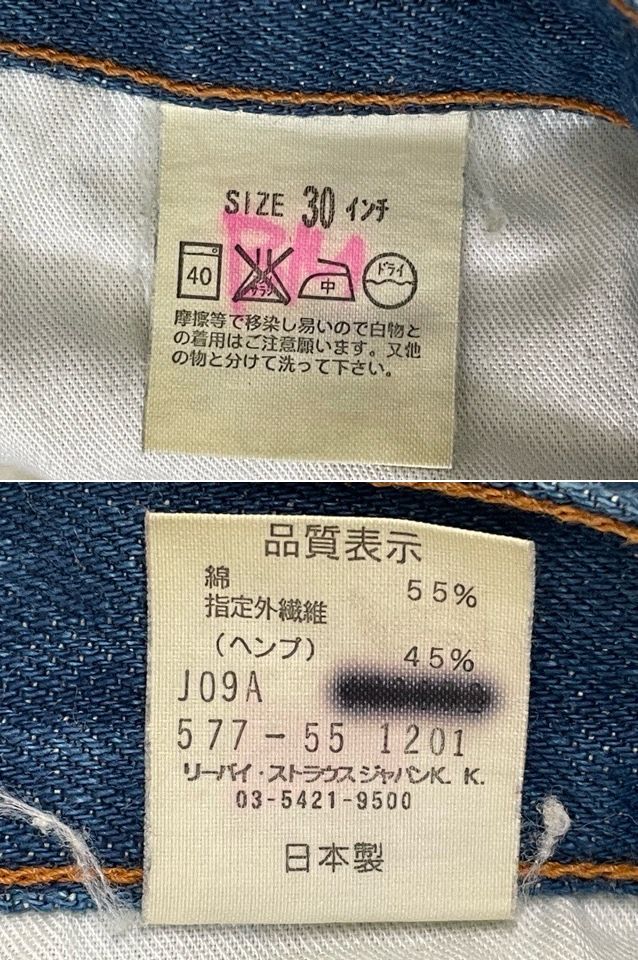 SIZE 30 インチ
40 サラシ 中 ドライ
摩擦等で移染し易いので白物と
の着用はご注意願います。又他
の物と分けて洗って下さい。
品質表示
綿 55%
指定外繊維
(ヘンプ) 45%
J09A
577-55 1201
リーバイ・ストラウスジャパンK.K.
03-5421-9500
日本製